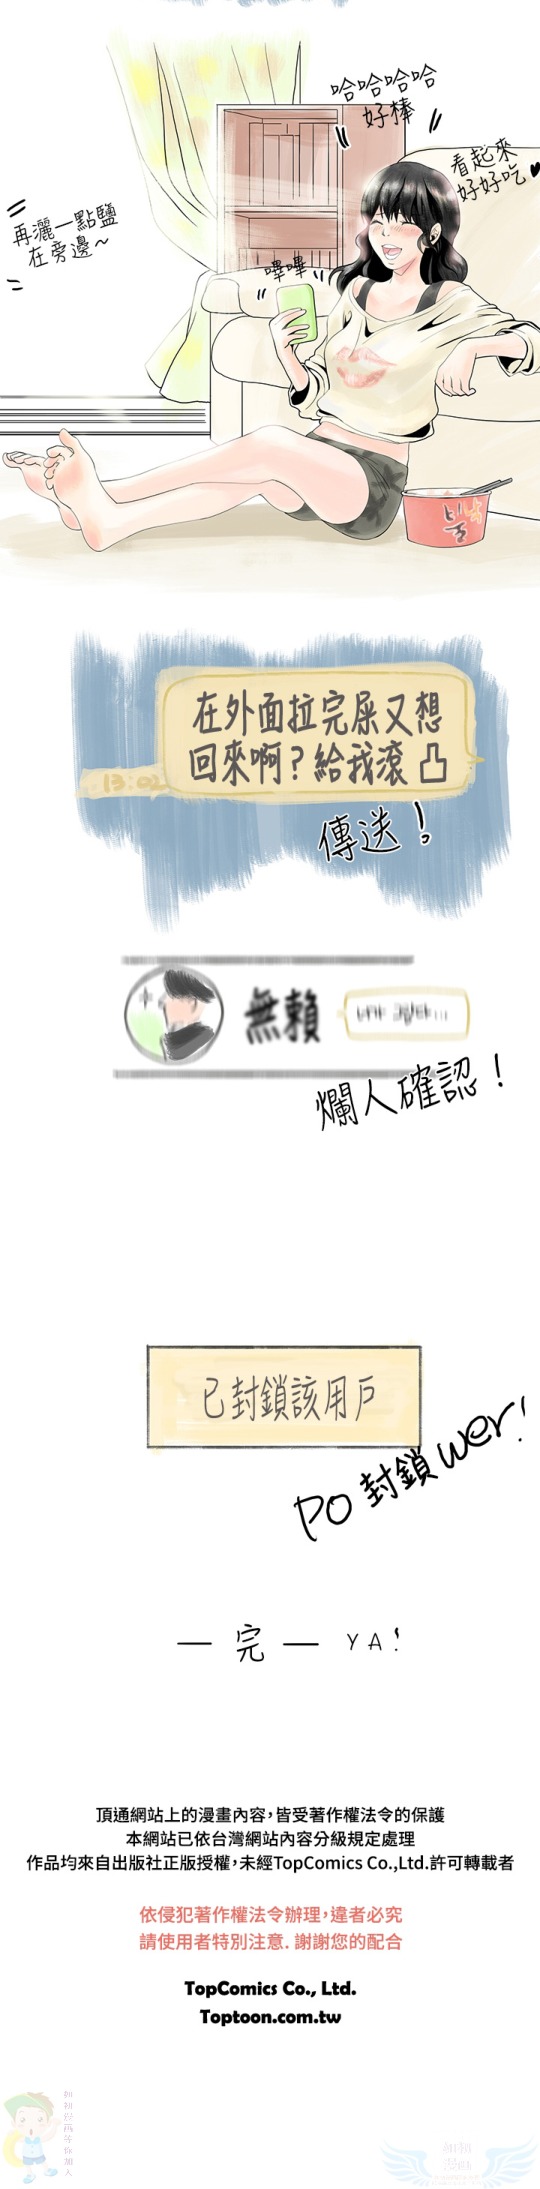 哈哈哈哈
好棒
看起來
好好吃♥
再灑一點鹽
在旁邊~
嗶嗶
在外面拉完屎又想
回來啊？給我滾凸
13:02
傳送！
無賴
爛人確認！
已封鎖該用戶
PO封鎖wer!
— 完 — YA!
頂通網站上的漫畫內容，皆受著作權法令的保護
本網站已依台灣網站內容分級規定處理
作品均來自出版社正版授權，未經TopComics Co.,Ltd.許可轉載者
依侵犯著作權法令辦理，違者必究
請使用者特別注意. 謝謝您的配合
TopComics Co., Ltd.
Toptoon.com.tw